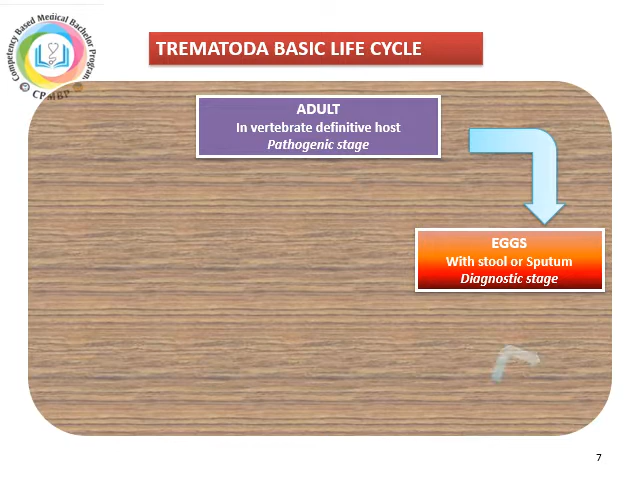 Competency Based Medical Bachelor Program
CPMBP
TREMATODA BASIC LIFE CYCLE
ADULT
In vertebrate definitive host
Pathogenic stage
EGGS
With stool or Sputum
Diagnostic stage
7